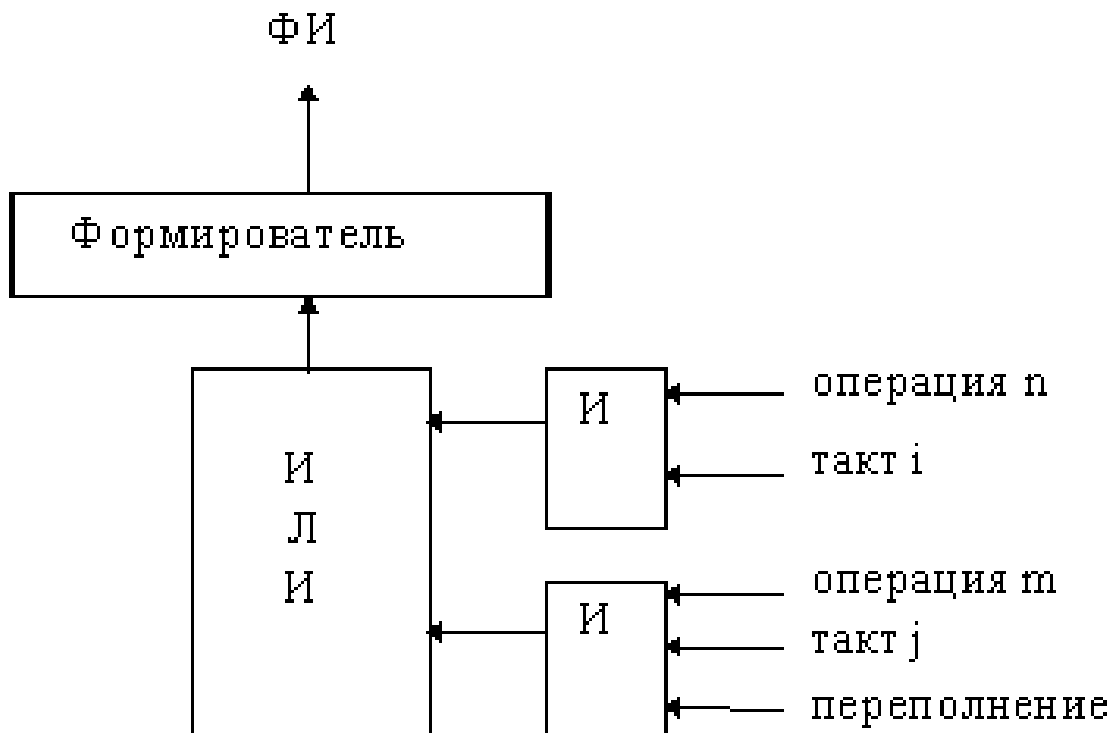 ФИ
Формирователь
И
Л
И
И
операция n
такт i
И
операция m
такт j
переполнение